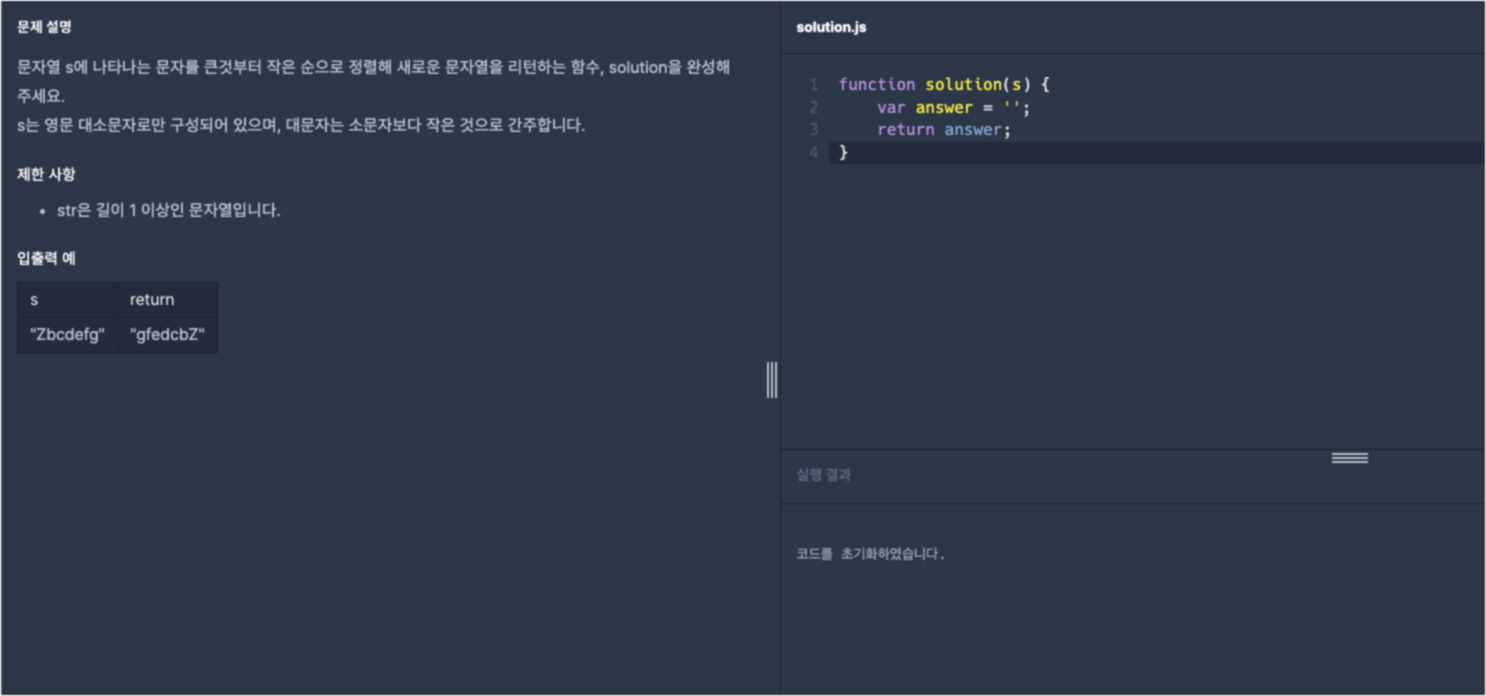 문제 설명
문자열 s에 나타나는 문자를 큰것부터 작은 순으로 정렬해 새로운 문자열을 리턴하는 함수, solution을 완성해
주세요.
s는 영문 대소문자로만 구성되어 있으며, 대문자는 소문자보다 작은 것으로 간주합니다.
제한 사항
• str은 길이 1 이상인 문자열입니다.
입출력 예
s return
"Zbcdefg" "gfedcbZ"
solution.js
1 function solution(s) {
2     var answer = '';
3     return answer;
4 }
실행 결과
코드를 초기화하였습니다.